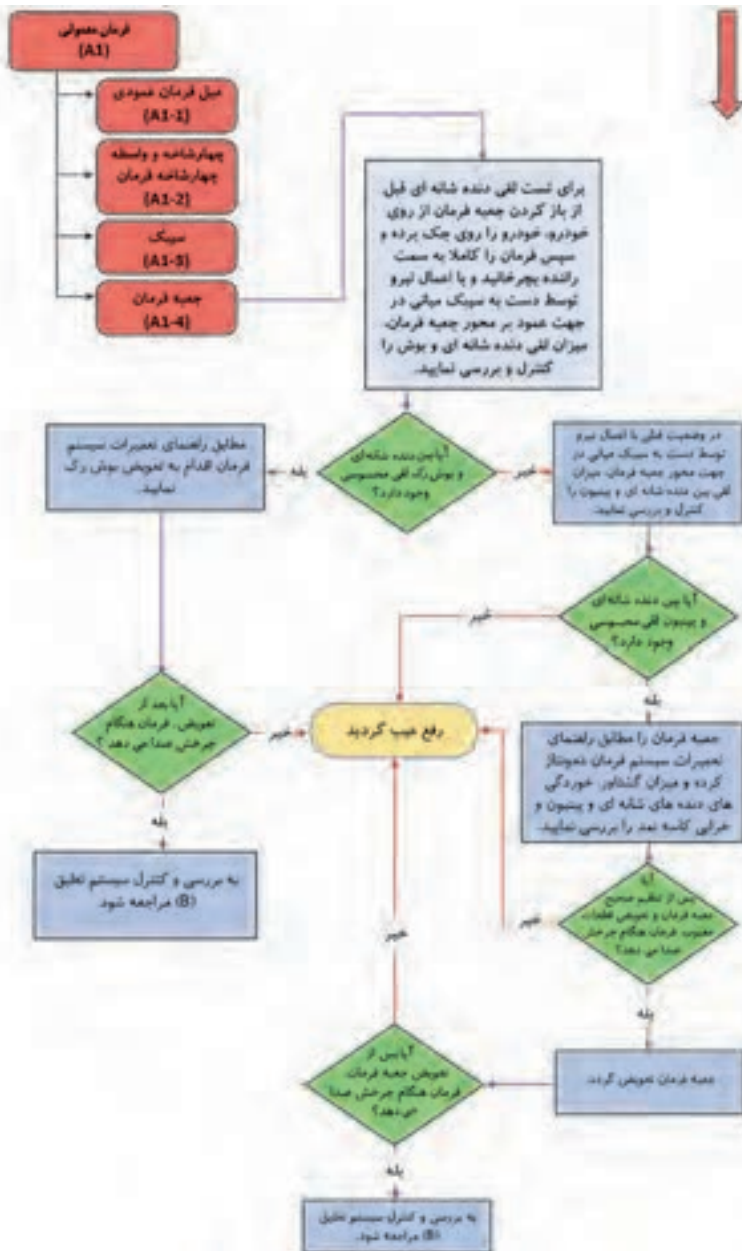 فرمان معمولی
(A1)
میل فرمان عمودی
(A1-1)
چهارشاخه و واسطه
چهارشاخه فرمان
(A1-2)
سیبک
(A1-3)
جعبه فرمان
(A1-4)
برای تست لقی دنده شانه ای قبل
از باز کردن جعبه فرمان از روی
خودرو، خودرو را روی جک برده و
سپس فرمان را کاملا به سمت
راننده بچرخانید و با اعمال نیرو
توسط دست به سیبک میانی در
جهت عمود بر محور جعبه فرمان،
میزان لقی دنده شانه ای و بوش را
کنترل و بررسی نمایید.
آیا بین دنده شانه ای
و بوش رک لقی محسوسی
وجود دارد؟
بله
خیر
مطابق راهنمای تعمیرات سیستم
فرمان اقدام به تعویض بوش رک
نمایید.
در وضعیت قبلی با اعمال نیرو
توسط دست به سیبک میانی در
جهت محور جعبه فرمان، میزان
لقی بین دنده شانه ای و پینیون را
کنترل و بررسی نمایید.
آیا بین دنده شانه ای
و پینیون لقی محسوسی
وجود دارد؟
خیر
بله
آیا بعد از
تعویض، فرمان هنگام
چرخش صدا می دهد ؟
خیر
بله
رفع عیب گردید
جعبه فرمان را مطابق راهنمای
تعمیرات سیستم فرمان دمونتاژ
کرده و میزان گشتاور، خوردگی
های دنده های شانه ای و پینیون و
خرابی کاسه نمد را بررسی نمایید.
به بررسی و کنترل سیستم تعلیق
(B) مراجعه شود.
آیا
پس از تنظیم صحیح
جعبه فرمان و تعویض قطعات
معیوب، فرمان هنگام چرخش
صدا می دهد؟
خیر
بله
جعبه فرمان تعویض گردد.
آیا پس از
تعویض جعبه فرمان،
فرمان هنگام چرخش صدا
می دهد؟
خیر
بله
به بررسی و کنترل سیستم تعلیق
(B) مراجعه شود.